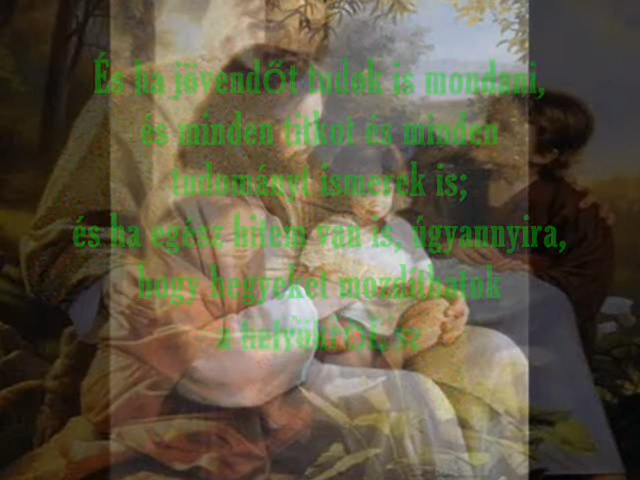 És ha jövendőt tudok is mondani,
és minden titkot és minden
tudományt ismerek is;
és ha egész hitem van is, úgyannyira,
hogy hegyeket mozdíthatok
a helyükről, sz